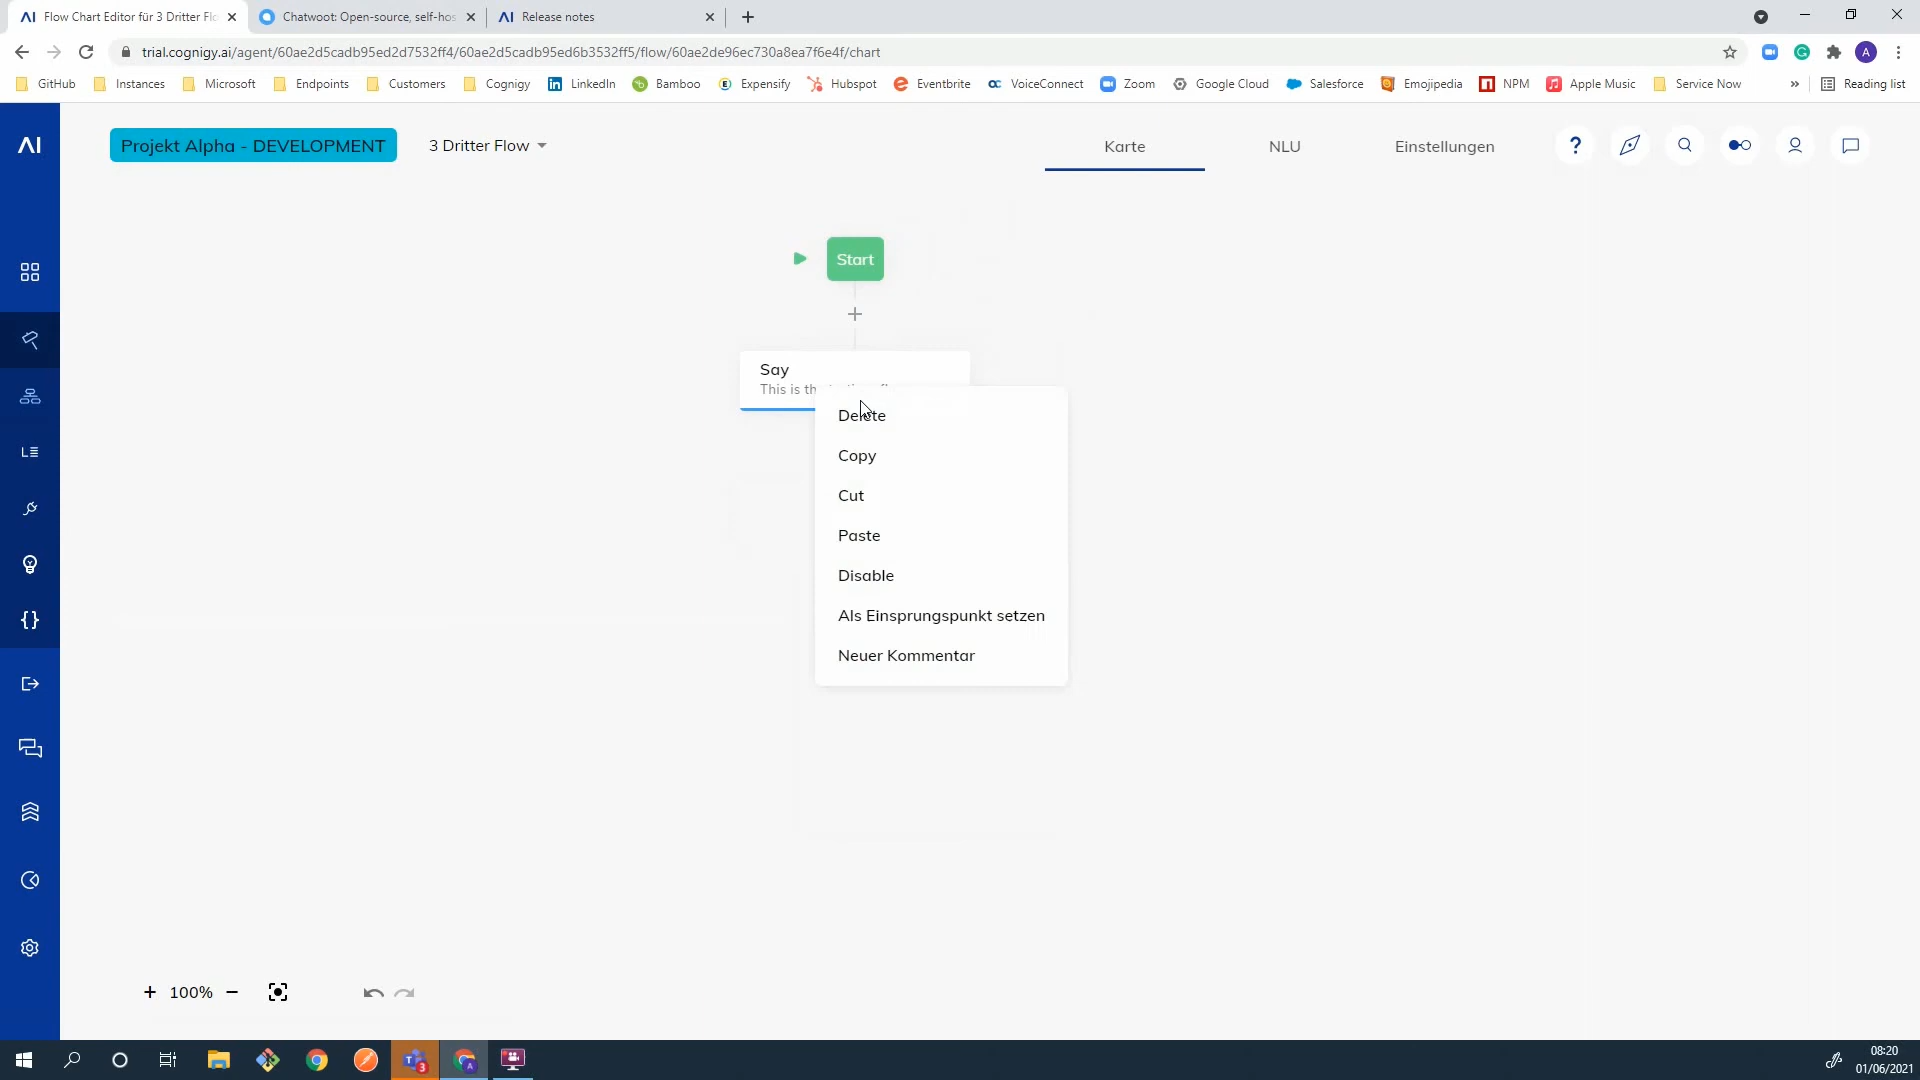 Flow Chart Editor für 3 Dritter Flo
Chatwoot: Open-source, self-hos
Release notes
trial.cognigy.ai/agent/60ae2d5cadb95ed2d7532ff4/60ae2d5cadb95ed6b3532ff5/flow/60ae2de96ec730a8ea7f6e4f/chart
A
GitHub Instances Microsoft Endpoints Customers Cognigy LinkedIn Bamboo Expensify Hubspot Eventbrite VoiceConnect Zoom Google Cloud Salesforce Emojipedia NPM Apple Music Service Now » Reading list
AI
Projekt Alpha - DEVELOPMENT
3 Dritter Flow
Karte
NLU
Einstellungen
?
Start
Say
This is th
Delete
Copy
Cut
Paste
Disable
Als Einsprungspunkt setzen
Neuer Kommentar
+ 100% −
08:20
01/06/2021